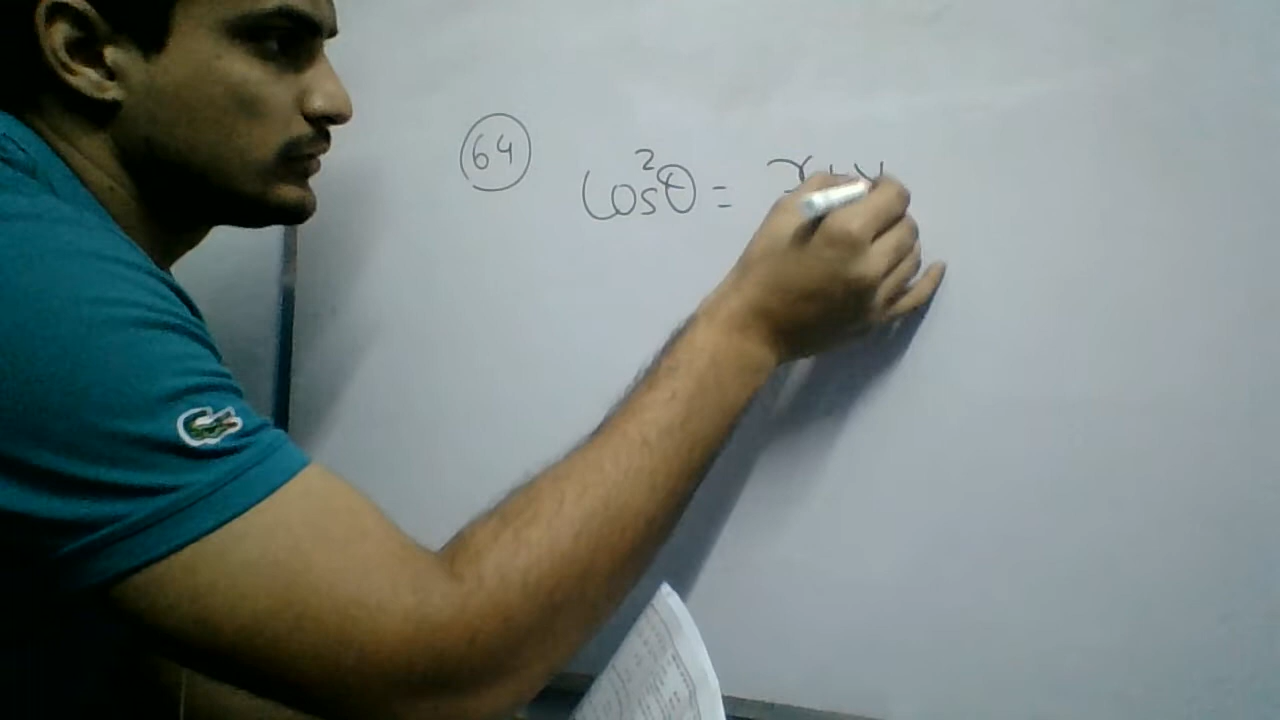 64 cos²θ = x+y